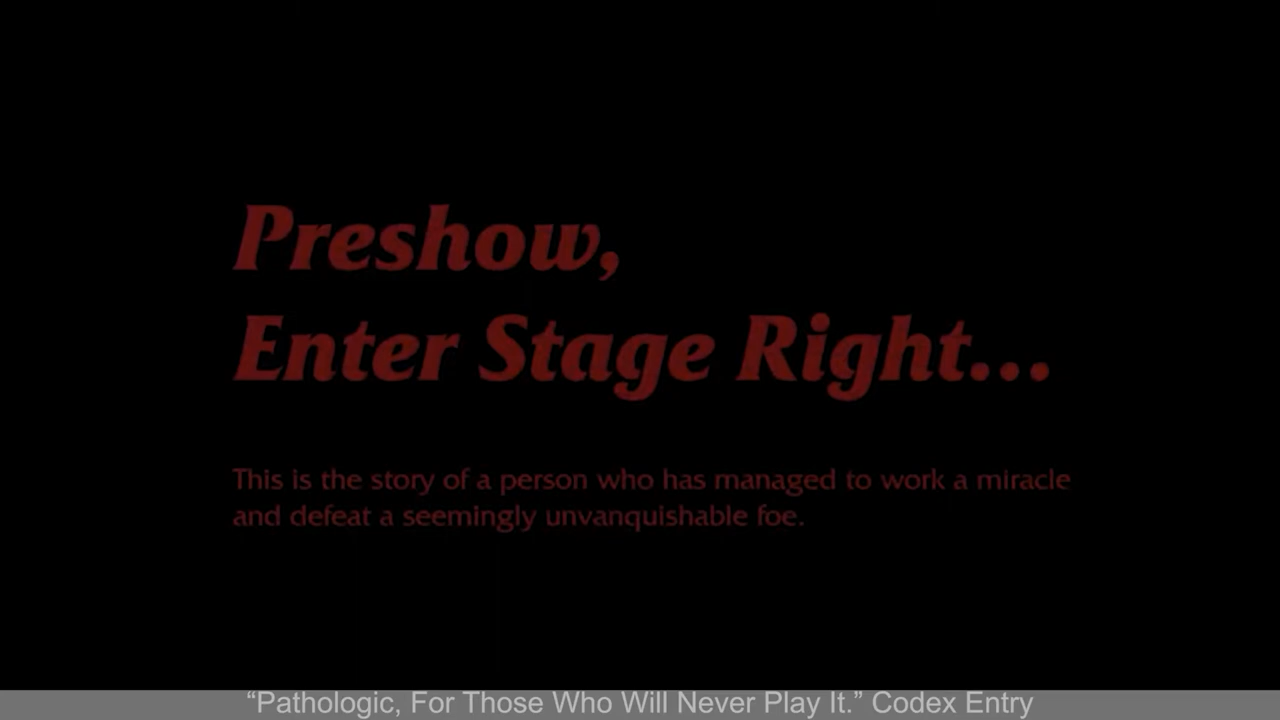 Preshow,
Enter Stage Right...
This is the story of a person who has managed to work a miracle
and defeat a seemingly unvanquishable foe.
“Pathologic, For Those Who Will Never Play It.” Codex Entry